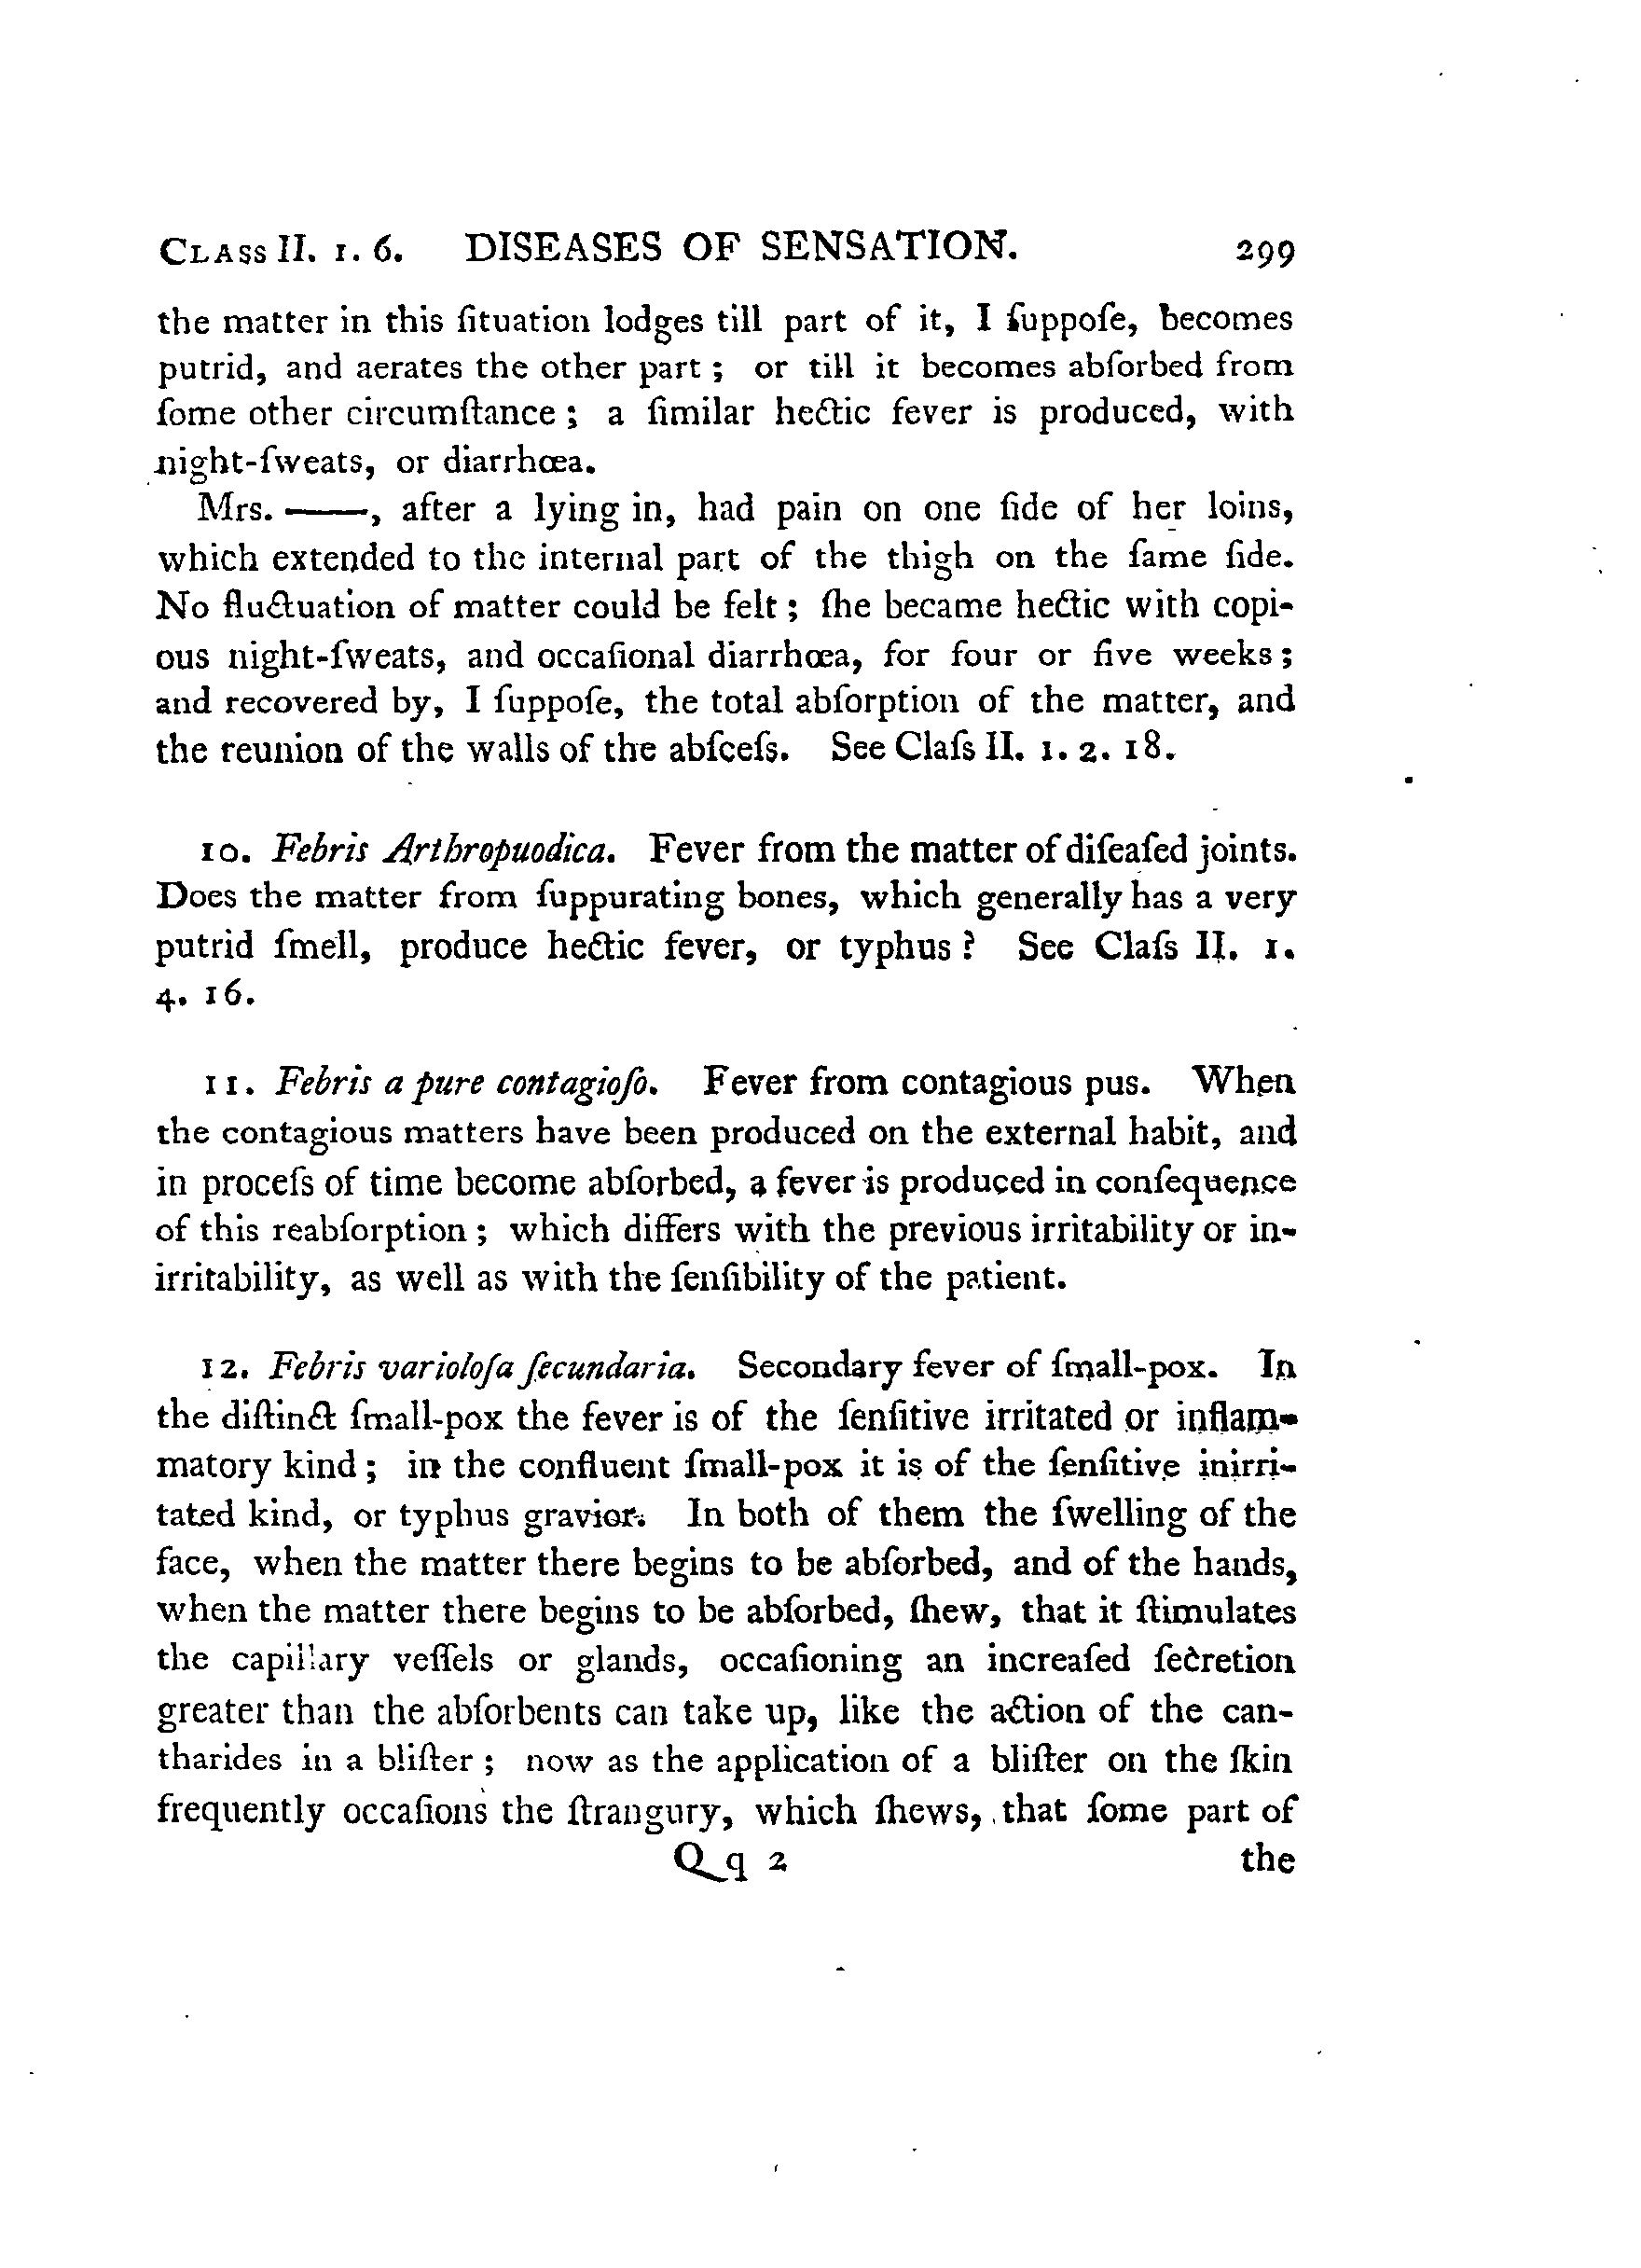 CLASS II. 1. 6. DISEASES OF SENSATION. 299
the matter in this ſituation lodges till part of it, I ſuppoſe, becomes
putrid, and aerates the other part ; or till it becomes abſorbed from
ſome other circumſtance ; a ſimilar hectic fever is produced, with
night-ſweats, or diarrhœa.
Mrs. ——, after a lying in, had pain on one ſide of her loins,
which extended to the internal part of the thigh on the ſame ſide.
No fluctuation of matter could be felt ; ſhe became hectic with copi-
ous night-ſweats, and occaſional diarrhœa, for four or five weeks ;
and recovered by, I ſuppoſe, the total abſorption of the matter, and
the reunion of the walls of the abſceſs. See Claſs II. 1. 2. 18.
10. Febris Arthropuodica. Fever from the matter of diſeaſed joints.
Does the matter from ſuppurating bones, which generally has a very
putrid ſmell, produce hectic fever, or typhus ? See Claſs II. 1.
4. 16.
11. Febris a pure contagioſo. Fever from contagious pus. When
the contagious matters have been produced on the external habit, and
in proceſs of time become abſorbed, a fever is produced in conſequence
of this reabſorption ; which differs with the previous irritability or in-
irritability, as well as with the ſenſibility of the patient.
12. Febris varioloſa ſecundaria. Secondary fever of ſmall-pox. In
the diſtinct ſmall-pox the fever is of the ſenſitive irritated or inflam-
matory kind ; in the confluent ſmall-pox it is of the ſenſitive inirri-
tated kind, or typhus gravior. In both of them the ſwelling of the
face, when the matter there begins to be abſorbed, and of the hands,
when the matter there begins to be abſorbed, ſhew, that it ſtimulates
the capillary veſſels or glands, occaſioning an increaſed ſecretion
greater than the abſorbents can take up, like the action of the can-
tharides in a bliſter ; now as the application of a bliſter on the ſkin
frequently occaſions the ſtrangury, which ſhews, that ſome part of
Qq 2 the